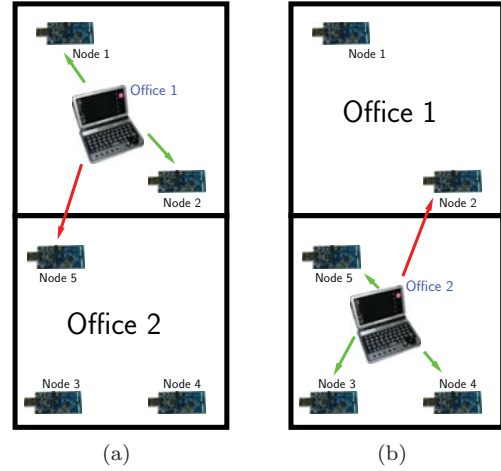 Node 1
Office 1
Node 2
Node 5
Office 2
Node 3
Node 4
(a)
Node 1
Office 1
Node 2
Node 5
Office 2
Node 3
Node 4
(b)